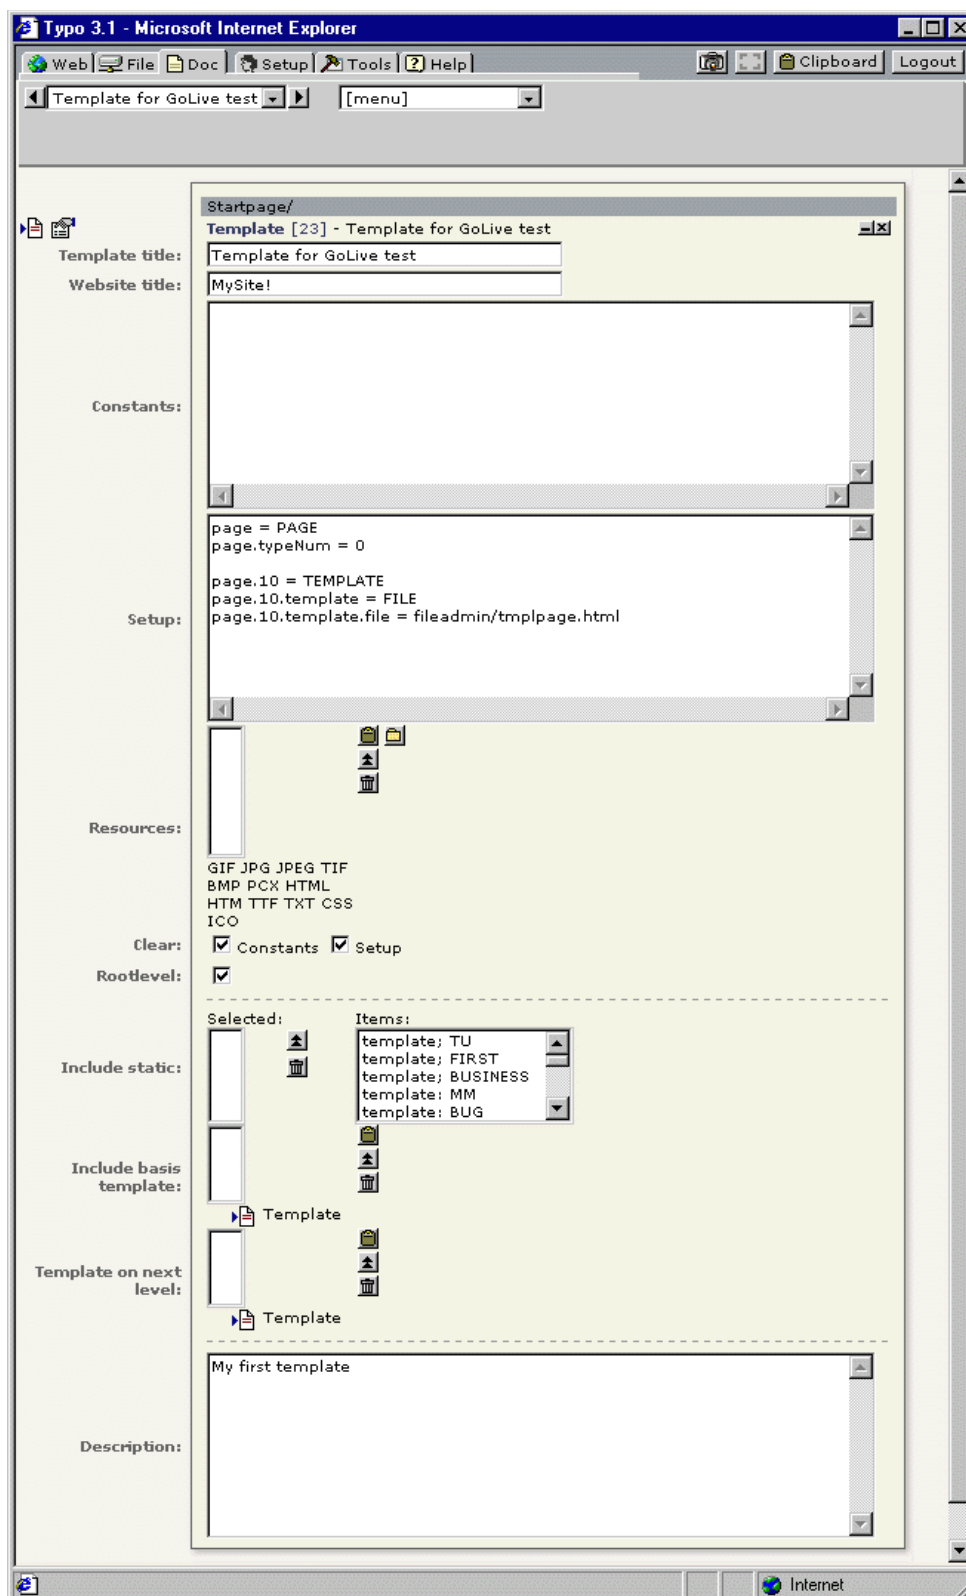 Typo 3.1 - Microsoft Internet Explorer
Web File Doc Setup Tools Help Clipboard Logout
Template for GoLive test [menu]
Startpage/
Template [23] - Template for GoLive test
Template title: Template for GoLive test
Website title: MySite!
Constants:
page = PAGE
page.typeNum = 0
page.10 = TEMPLATE
page.10.template = FILE
Setup: page.10.template.file = fileadmin/tmplpage.html
Resources:
GIF JPG JPEG TIF
BMP PCX HTML
HTM TTF TXT CSS
ICO
Clear: Constants Setup
Rootlevel:
Selected: Items:
template; TU
template; FIRST
Include static: template; BUSINESS
template; MM
template; BUG
Include basis
template:
Template
Template on next
level:
Template
My first template
Description:
Internet